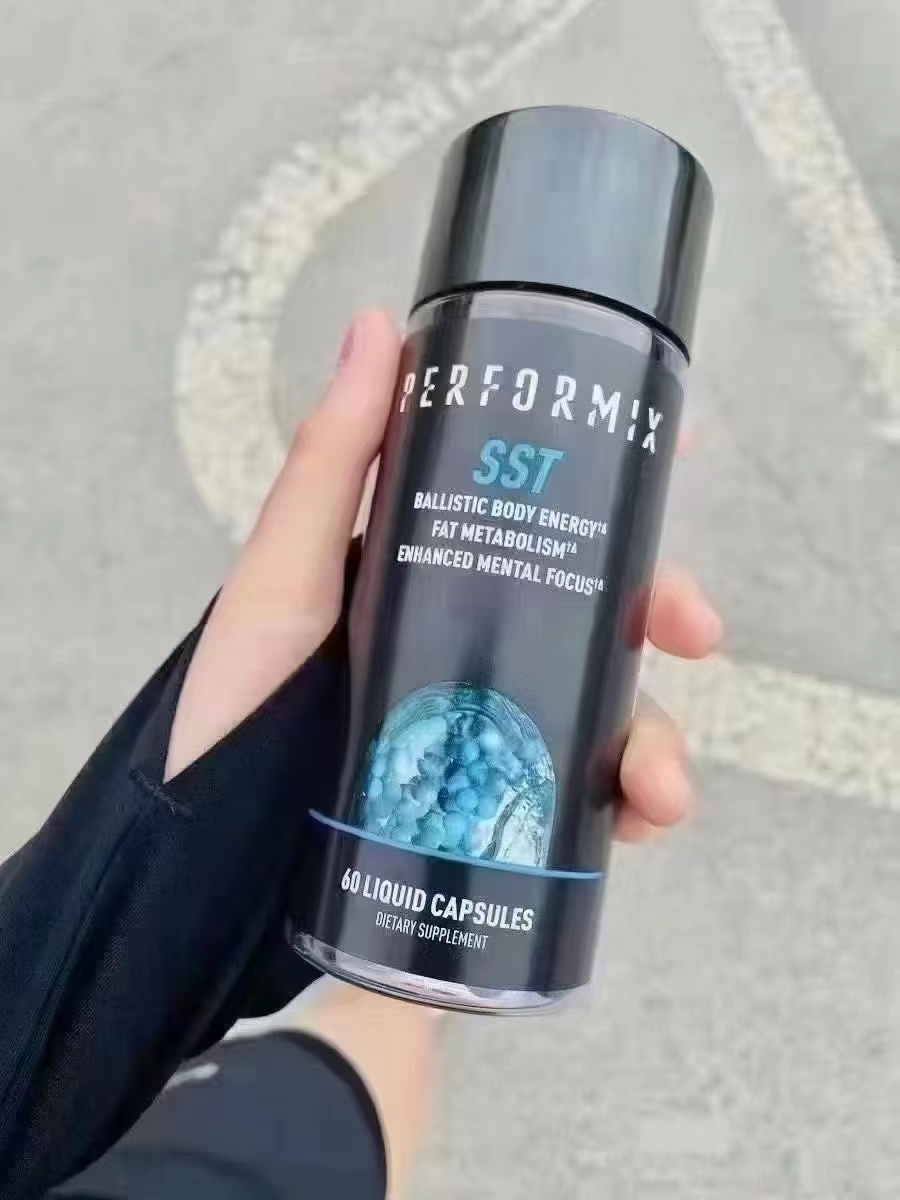 PERFORMIX
SST
BALLISTIC BODY ENERGY†Δ
FAT METABOLISM†Δ
ENHANCED MENTAL FOCUS†Δ
60 LIQUID CAPSULES
DIETARY SUPPLEMENT